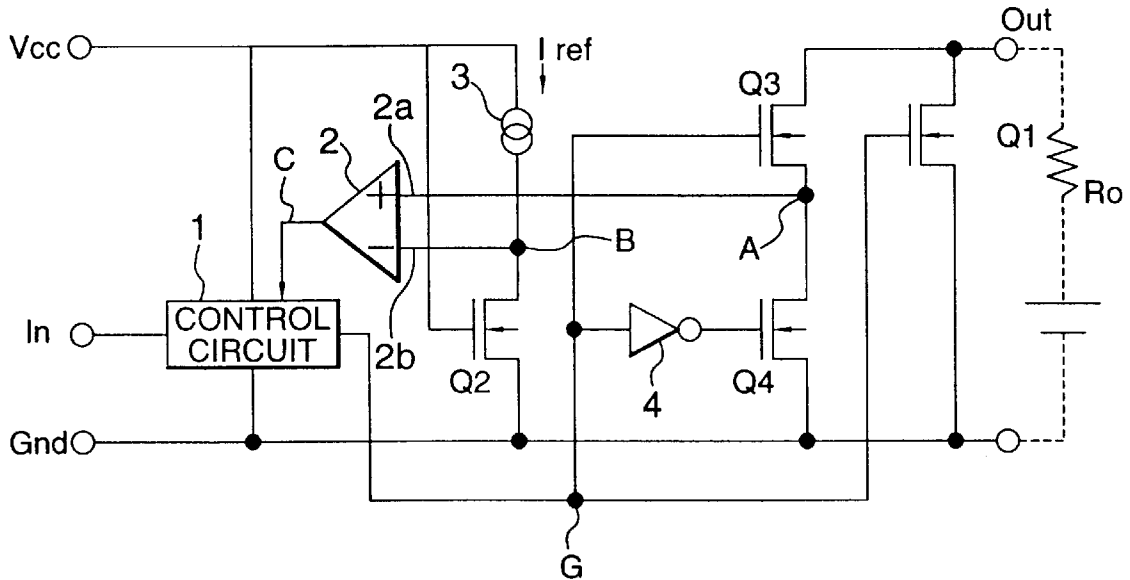 Out
Vcc
I ref
3
Q3
2a
2
Q1
C
Ro
+
1
B
A
−
In
CONTROL
CIRCUIT
2b
Q2
4
Q4
Gnd
G